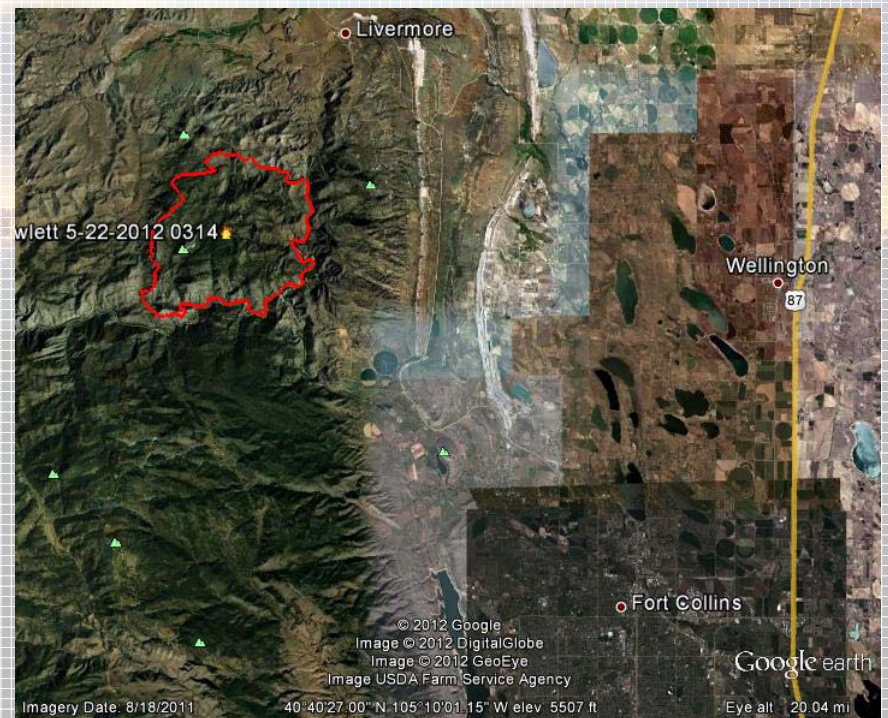 Livermore
wlett 5-22-2012 0314
Wellington
87
Fort Collins
© 2012 Google
Image © 2012 DigitalGlobe
Image © 2012 GeoEye
Image USDA Farm Service Agency
Google earth
Imagery Date: 8/18/2011 40°40'27.00" N 105°10'01.15" W elev 5507 ft Eye alt 20.04 mi